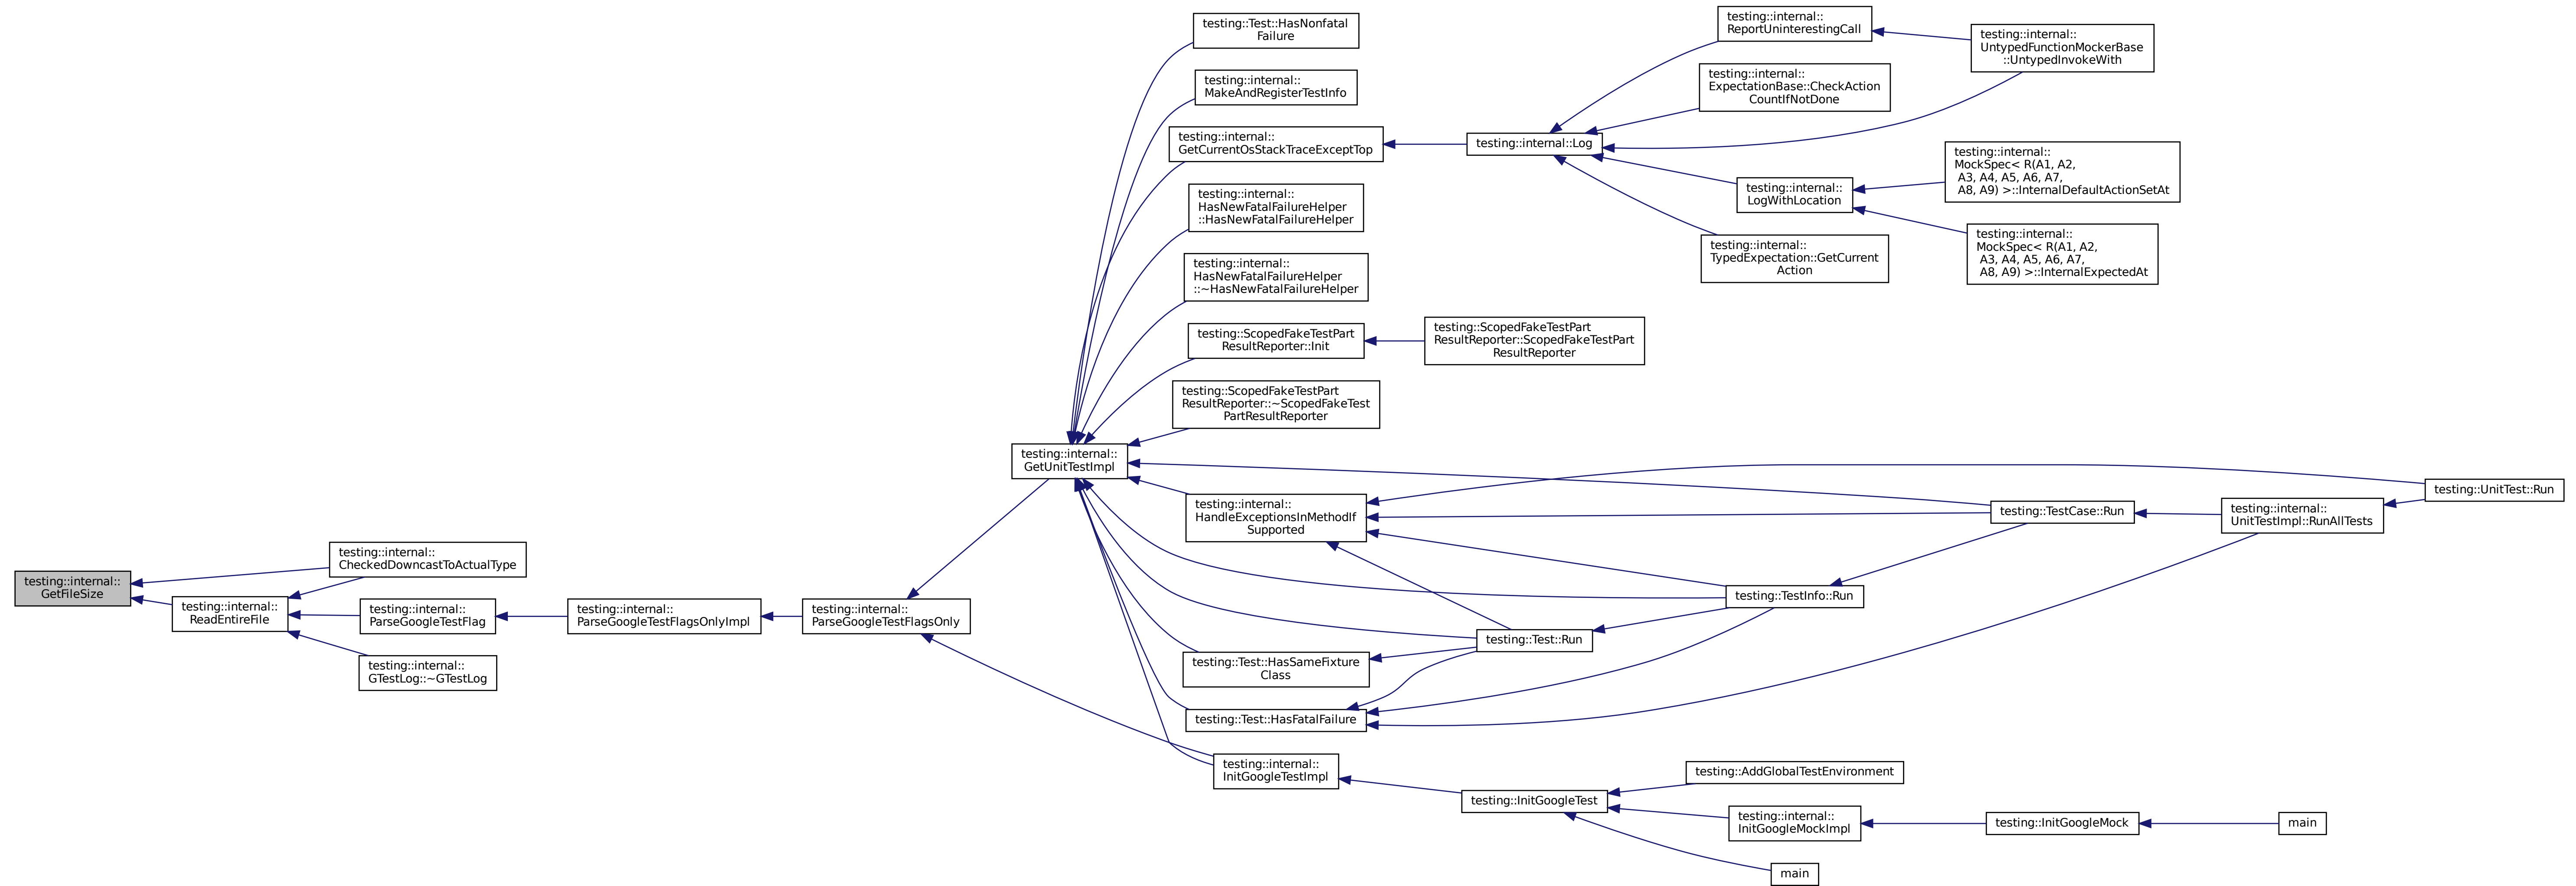 testing::internal::
GetFileSize
testing::internal::
CheckedDowncastToActualType
testing::internal::
ReadEntireFile
testing::internal::
ParseGoogleTestFlag
testing::internal::
GTestLog::~GTestLog
testing::internal::
ParseGoogleTestFlagsOnlyImpl
testing::internal::
ParseGoogleTestFlagsOnly
testing::internal::
GetUnitTestImpl
testing::Test::HasNonfatal
Failure
testing::internal::
MakeAndRegisterTestInfo
testing::internal::
GetCurrentOsStackTraceExceptTop
testing::internal::
HasNewFatalFailureHelper
::HasNewFatalFailureHelper
testing::internal::
HasNewFatalFailureHelper
::~HasNewFatalFailureHelper
testing::ScopedFakeTestPart
ResultReporter::Init
testing::ScopedFakeTestPart
ResultReporter::~ScopedFakeTest
PartResultReporter
testing::internal::
HandleExceptionsInMethodIf
Supported
testing::Test::HasSameFixture
Class
testing::Test::HasFatalFailure
testing::internal::
InitGoogleTestImpl
testing::internal::Log
testing::ScopedFakeTestPart
ResultReporter::ScopedFakeTestPart
ResultReporter
testing::Test::Run
testing::InitGoogleTest
testing::internal::
ReportUninterestingCall
testing::internal::
ExpectationBase::CheckAction
CountIfNotDone
testing::internal::
LogWithLocation
testing::internal::
TypedExpectation::GetCurrent
Action
testing::TestInfo::Run
testing::AddGlobalTestEnvironment
testing::internal::
InitGoogleMockImpl
main
testing::internal::
UntypedFunctionMockerBase
::UntypedInvokeWith
testing::internal::
MockSpec< R(A1, A2,
A3, A4, A5, A6, A7,
A8, A9) >::InternalDefaultActionSetAt
testing::internal::
MockSpec< R(A1, A2,
A3, A4, A5, A6, A7,
A8, A9) >::InternalExpectedAt
testing::TestCase::Run
testing::InitGoogleMock
testing::internal::
UnitTestImpl::RunAllTests
main
testing::UnitTest::Run